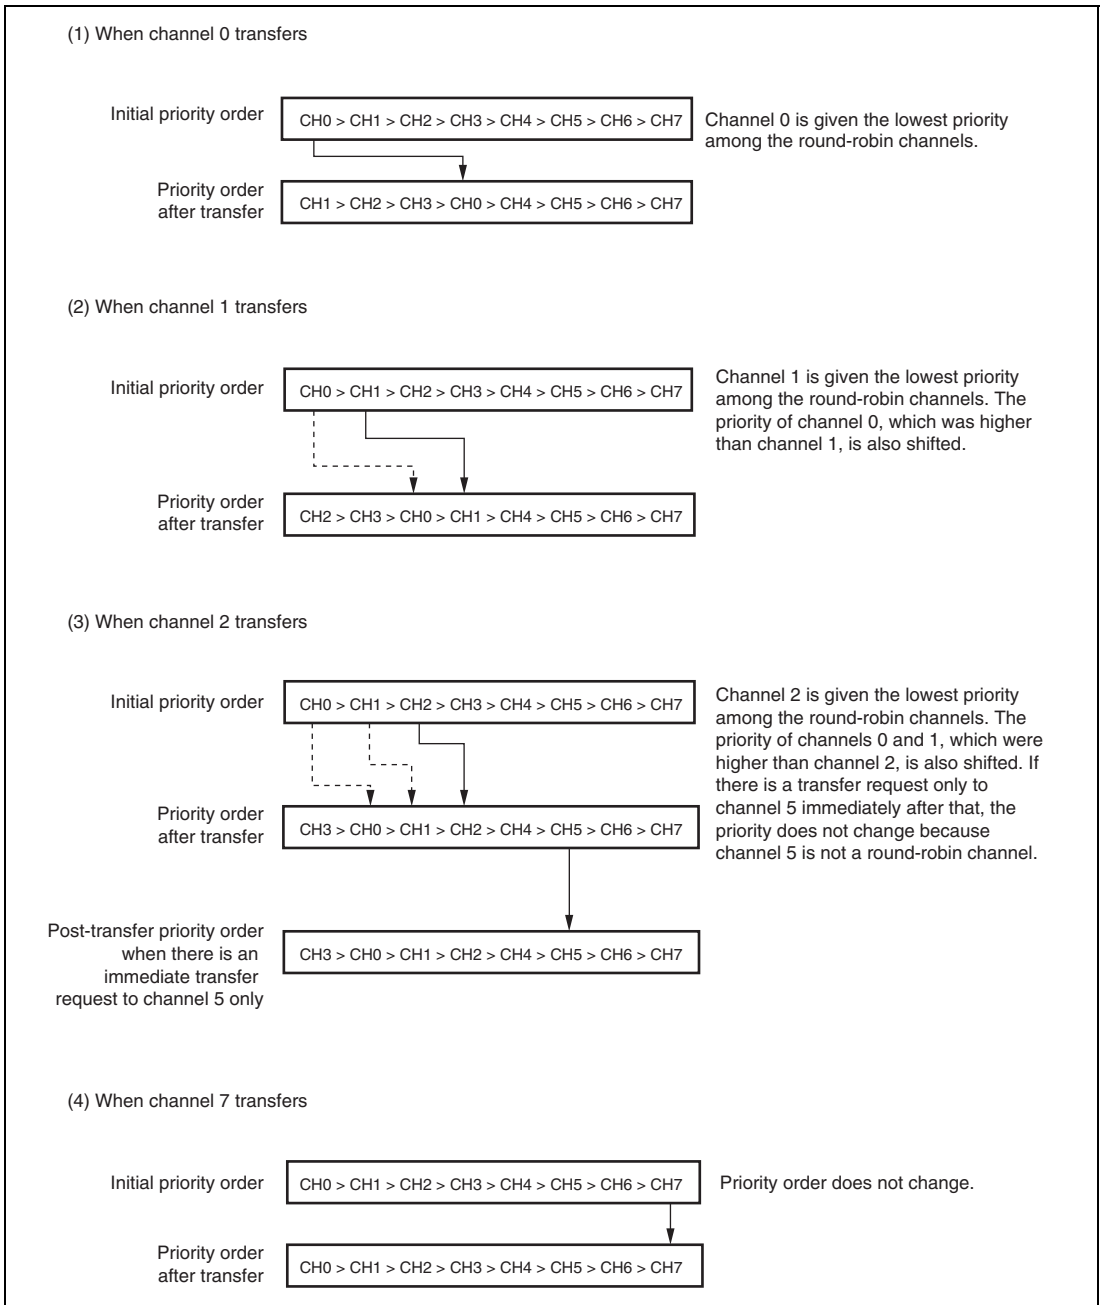 (1) When channel 0 transfers
Initial priority order
CH0 > CH1 > CH2 > CH3 > CH4 > CH5 > CH6 > CH7
Channel 0 is given the lowest priority
among the round-robin channels.
Priority order
after transfer
CH1 > CH2 > CH3 > CH0 > CH4 > CH5 > CH6 > CH7
(2) When channel 1 transfers
Initial priority order
CH0 > CH1 > CH2 > CH3 > CH4 > CH5 > CH6 > CH7
Channel 1 is given the lowest priority
among the round-robin channels. The
priority of channel 0, which was higher
than channel 1, is also shifted.
Priority order
after transfer
CH2 > CH3 > CH0 > CH1 > CH4 > CH5 > CH6 > CH7
(3) When channel 2 transfers
Initial priority order
CH0 > CH1 > CH2 > CH3 > CH4 > CH5 > CH6 > CH7
Channel 2 is given the lowest priority
among the round-robin channels. The
priority of channels 0 and 1, which were
higher than channel 2, is also shifted. If
there is a transfer request only to
channel 5 immediately after that, the
priority does not change because
channel 5 is not a round-robin channel.
Priority order
after transfer
CH3 > CH0 > CH1 > CH2 > CH4 > CH5 > CH6 > CH7
Post-transfer priority order
when there is an
immediate transfer
request to channel 5 only
CH3 > CH0 > CH1 > CH2 > CH4 > CH5 > CH6 > CH7
(4) When channel 7 transfers
Initial priority order
CH0 > CH1 > CH2 > CH3 > CH4 > CH5 > CH6 > CH7
Priority order does not change.
Priority order
after transfer
CH0 > CH1 > CH2 > CH3 > CH4 > CH5 > CH6 > CH7